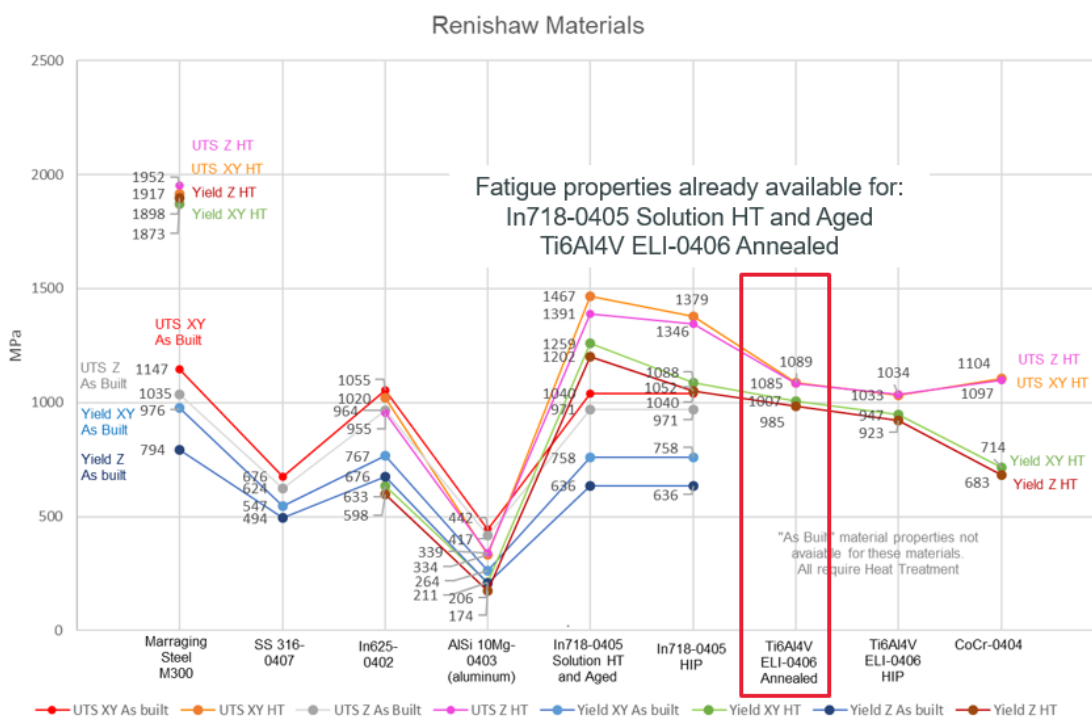 Renishaw Materials
2500
2000
1500
1000
500
0
MPa
UTS Z HT
UTS XY HT
Yield Z HT
Yield XY HT
1952
1917
1898
1873
Fatigue properties already available for:
In718-0405 Solution HT and Aged
Ti6Al4V ELI-0406 Annealed
UTS XY
As Built
UTS Z
As Built
Yield XY
As Built
Yield Z
As built
1147
1035
976
794
676
624
547
494
1055
1020
964
955
767
676
633
598
442
417
339
334
264
211
206
174
1467
1391
1259
1202
1040
971
758
636
1379
1346
1088
1052
1040
971
758
636
1089
1085
1007
985
1034
1033
947
923
1104
1097
714
683
UTS Z HT
UTS XY HT
Yield XY HT
Yield Z HT
"As Built" material properties not
avaiable for these materials.
All require Heat Treatment
Marraging
Steel
M300
SS 316-
0407
In625-
0402
AlSi 10Mg-
0403
(aluminum)
In718-0405
Solution HT
and Aged
In718-0405
HIP
Ti6Al4V
ELI-0406
Annealed
Ti6Al4V
ELI-0406
HIP
CoCr-0404
UTS XY As built
UTS XY HT
UTS Z As Built
UTS Z HT
Yield XY As built
Yield XY HT
Yield Z As built
Yield Z HT